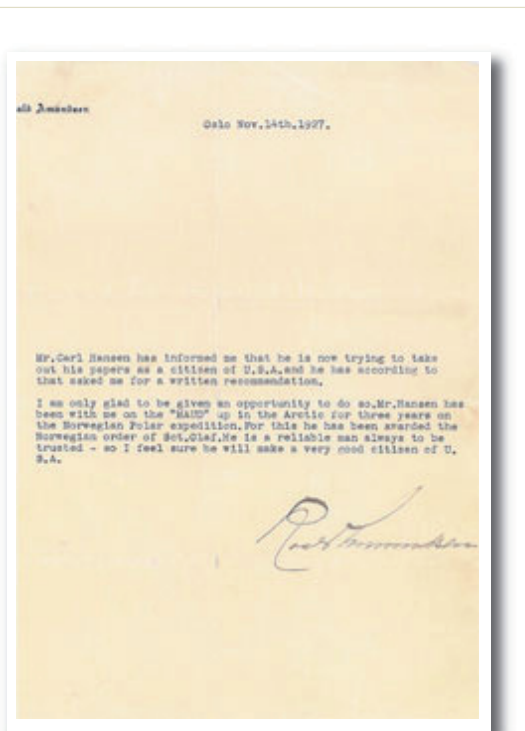 ald Amundsen
Oslo Nov.14th.1927.
Mr.Carl Hansen has informed me that he is now trying to take
out his papers as a citizen of U.S.A.and he has according to
that asked me for a written recommendation.
I am only glad to be given an opportunity to do so.Mr.Hansen has
been with me on the "MAUD" up in the Arctic for three years on
the Norwegian Polar expedition.For this he has been awarded the
Norwegian order of Sct.Olaf.He is a reliable man always to be
trusted - so I feel sure he will make a very good citizen of U.
S.A.
Roald Amundsen